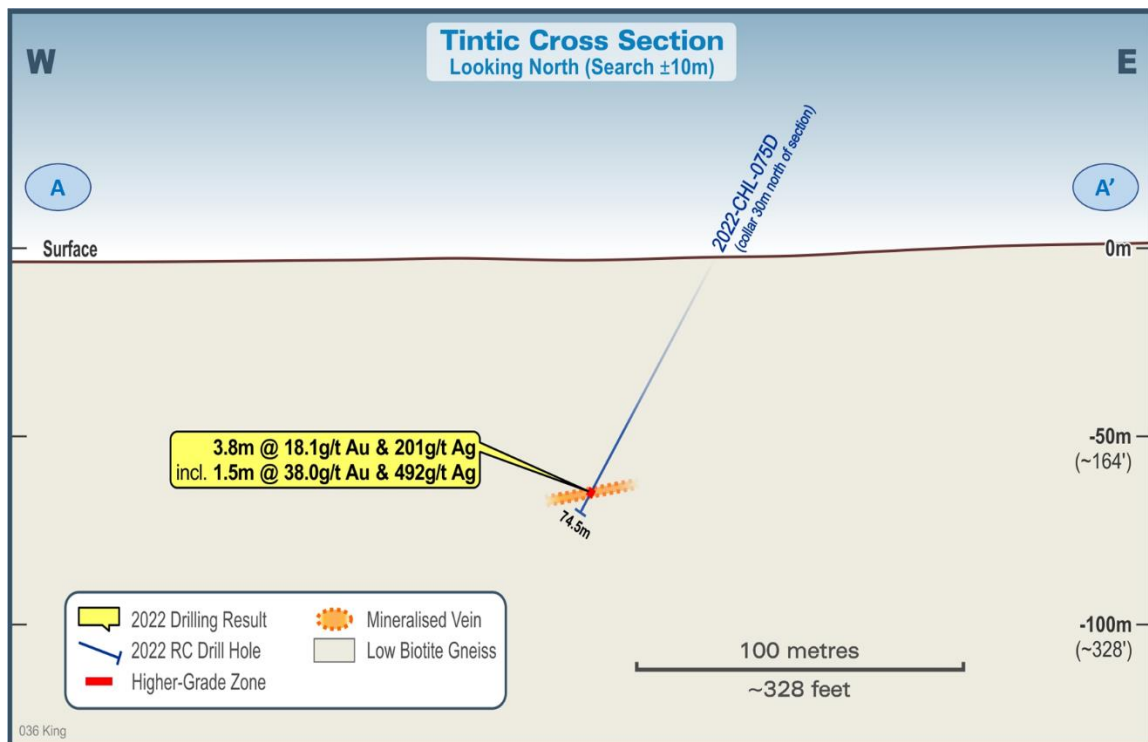 Tintic Cross Section
Looking North (Search ±10m)
W
E
A
A'
2022-CHL-075D
(collar 30m north of section)
Surface
0m
-50m
(~164')
3.8m @ 18.1g/t Au & 201g/t Ag
incl. 1.5m @ 38.0g/t Au & 492g/t Ag
74.5m
2022 Drilling Result
2022 RC Drill Hole
Higher-Grade Zone
Mineralised Vein
Low Biotite Gneiss
100 metres
~328 feet
-100m
(~328')
036 King